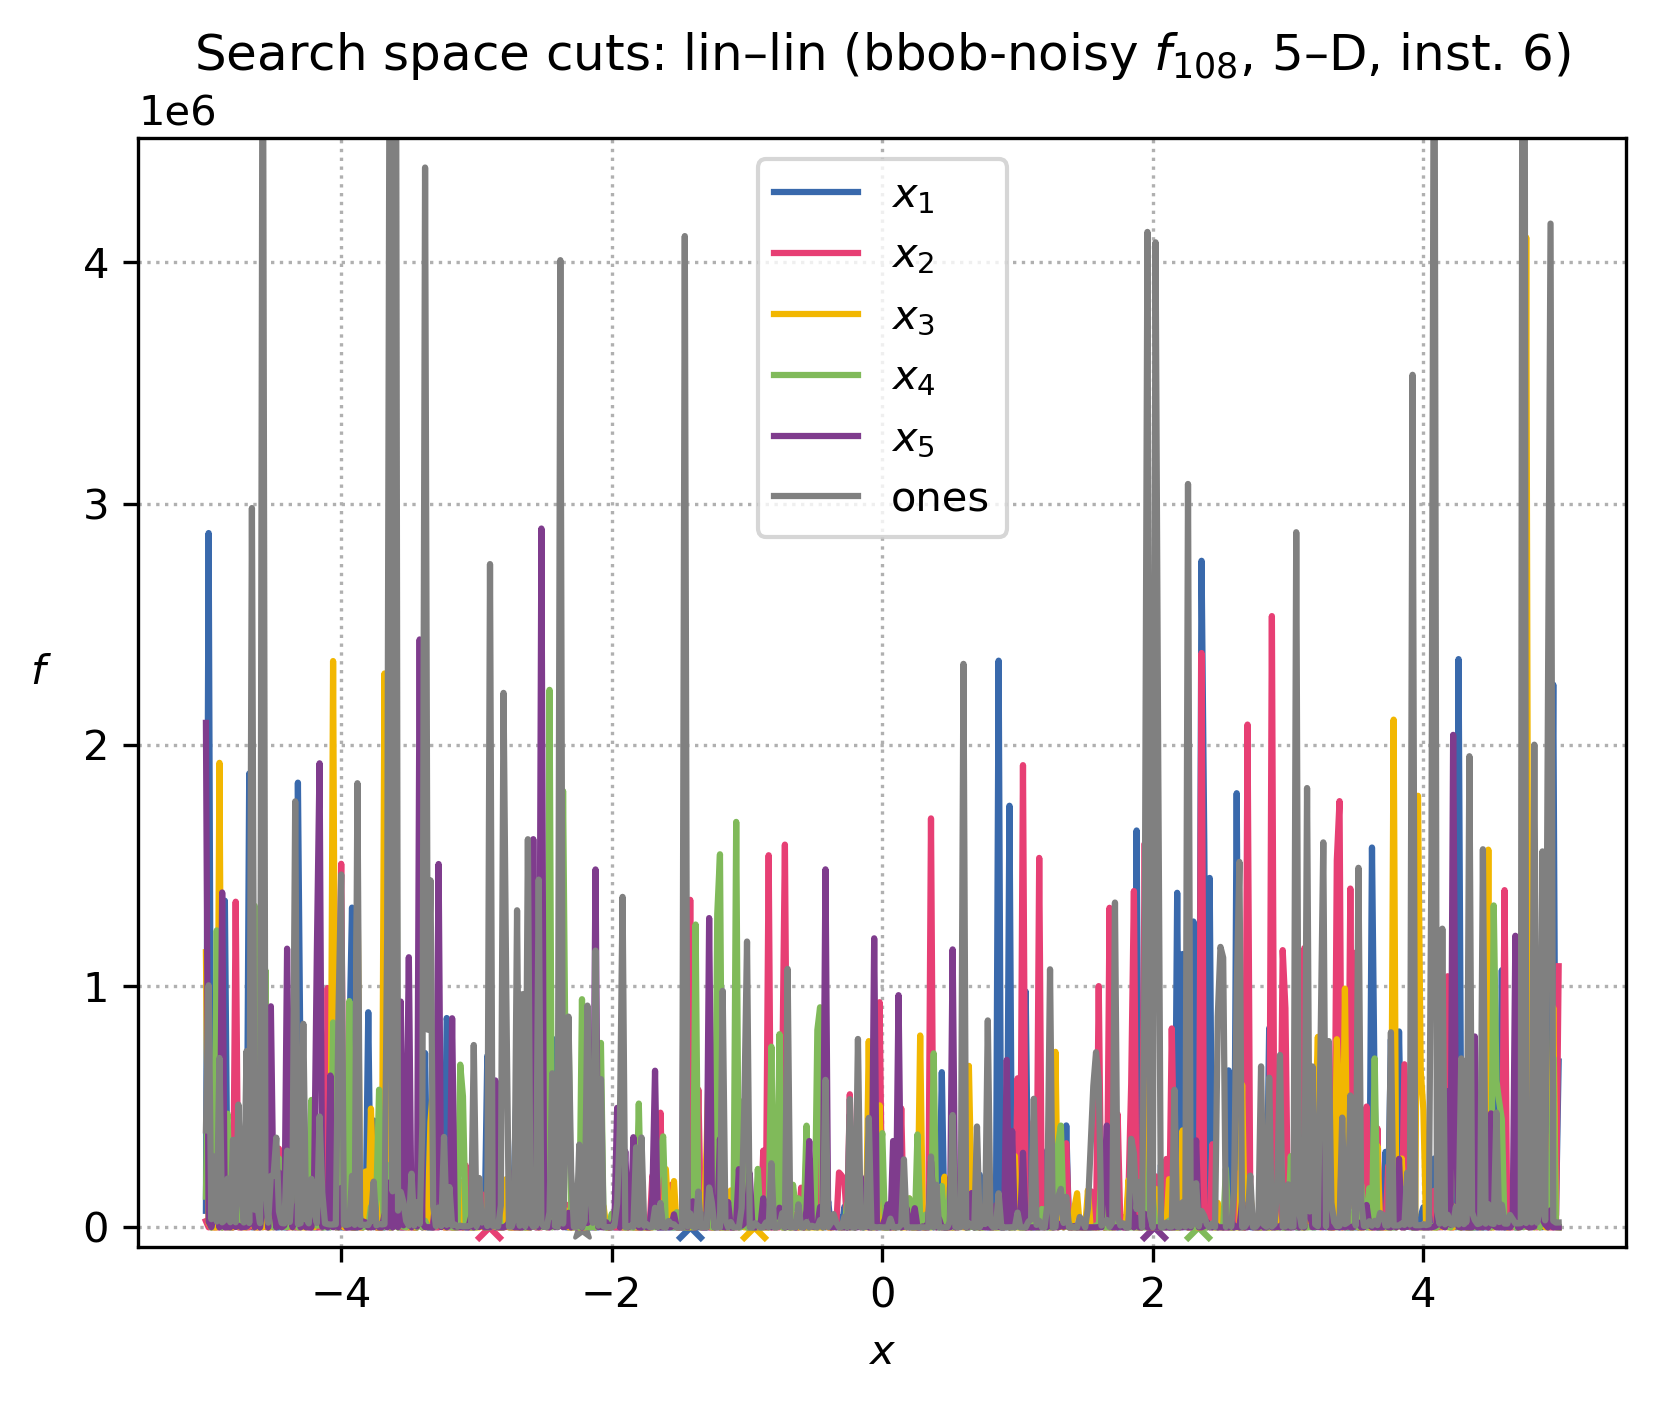 Search space cuts: lin–lin (bbob-noisy f₁₀₈, 5–D, inst. 6)
1e6
x₁
x₂
x₃
x₄
x₅
ones
4
3
2
1
0
f
−4
−2
0
2
4
x